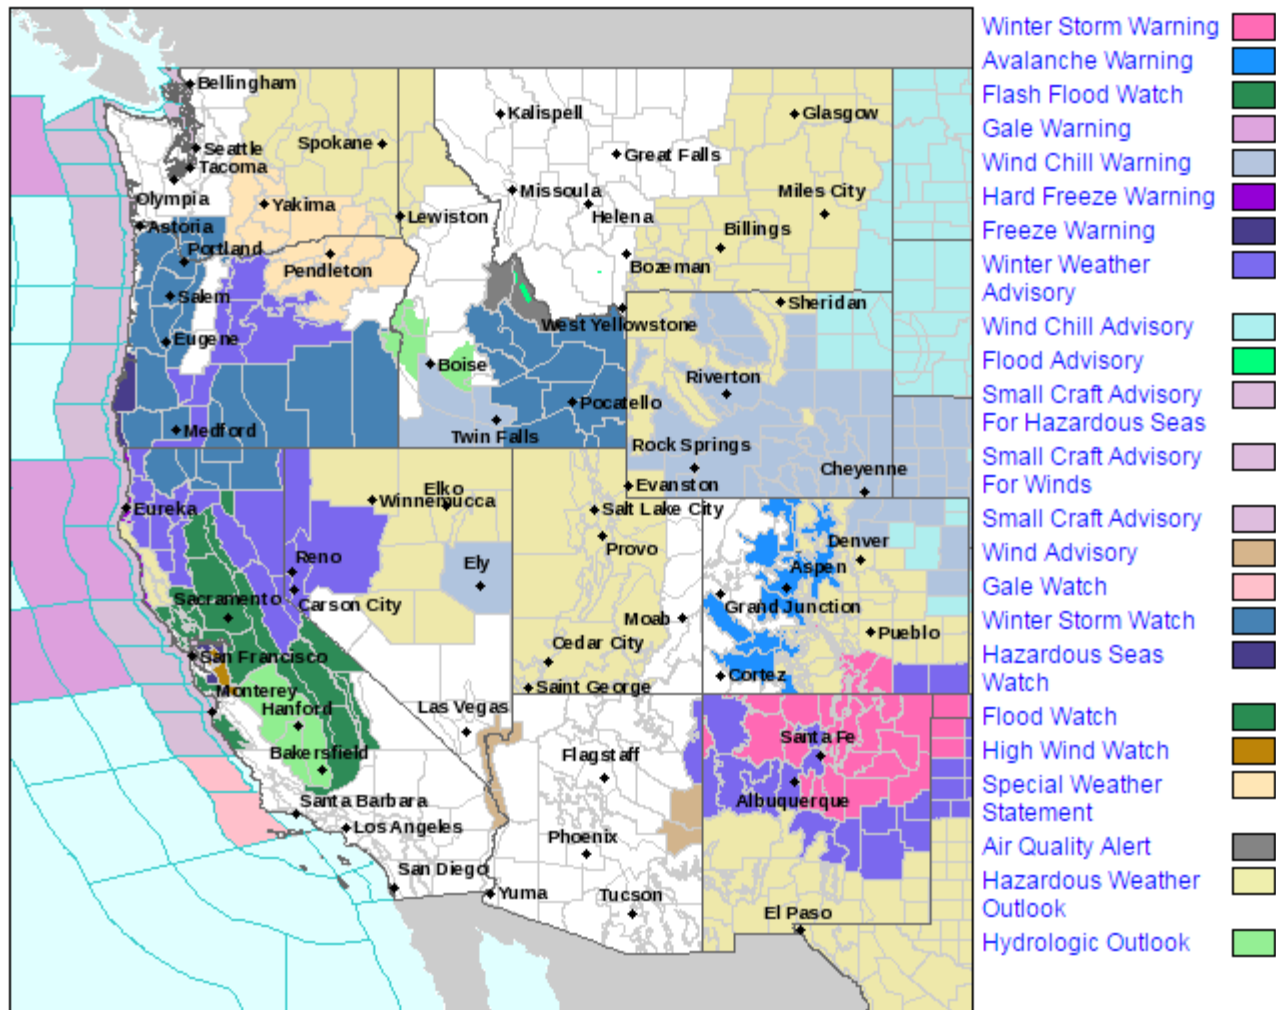 Bellingham
Kalispell
Glasgow
Spokane
Seattle
Great Falls
Tacoma
Missoula
Miles City
Olympia
Yakima
Helena
Lewiston
Astoria
Billings
Portland
Pendleton
Bozeman
Salem
Sheridan
West Yellowstone
Eugene
Boise
Riverton
Pocatello
Medford
Twin Falls
Rock Springs
Cheyenne
Elko
Evanston
Winnemucca
Eureka
Salt Lake City
Provo
Denver
Reno
Ely
Aspen
Sacramento
Carson City
Grand Junction
Moab
Pueblo
Cedar City
San Francisco
Cortez
Monterey
Saint George
Hanford
Las Vegas
Santa Fe
Bakersfield
Flagstaff
Santa Barbara
Albuquerque
Los Angeles
Phoenix
San Diego
Yuma
Tucson
El Paso
Winter Storm Warning
Avalanche Warning
Flash Flood Watch
Gale Warning
Wind Chill Warning
Hard Freeze Warning
Freeze Warning
Winter Weather
Advisory
Wind Chill Advisory
Flood Advisory
Small Craft Advisory
For Hazardous Seas
Small Craft Advisory
For Winds
Small Craft Advisory
Wind Advisory
Gale Watch
Winter Storm Watch
Hazardous Seas
Watch
Flood Watch
High Wind Watch
Special Weather
Statement
Air Quality Alert
Hazardous Weather
Outlook
Hydrologic Outlook